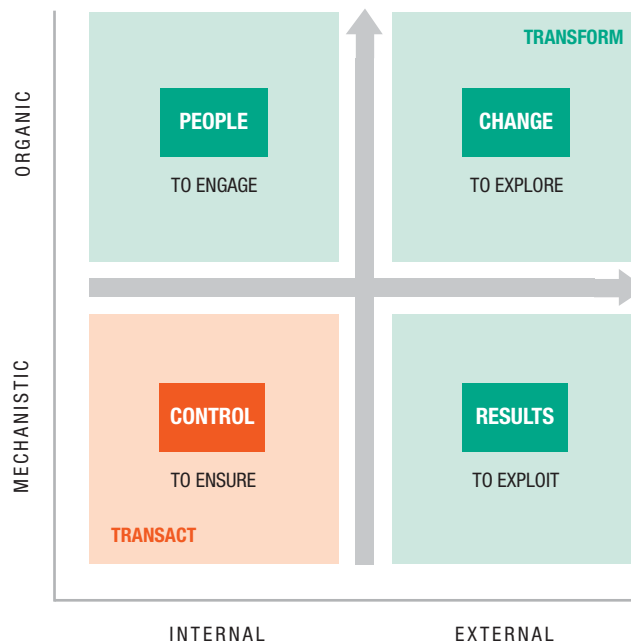 TRANSFORM
ORGANIC
PEOPLE
CHANGE
TO ENGAGE
TO EXPLORE
MECHANISTIC
CONTROL
RESULTS
TO ENSURE
TO EXPLOIT
TRANSACT
INTERNAL
EXTERNAL